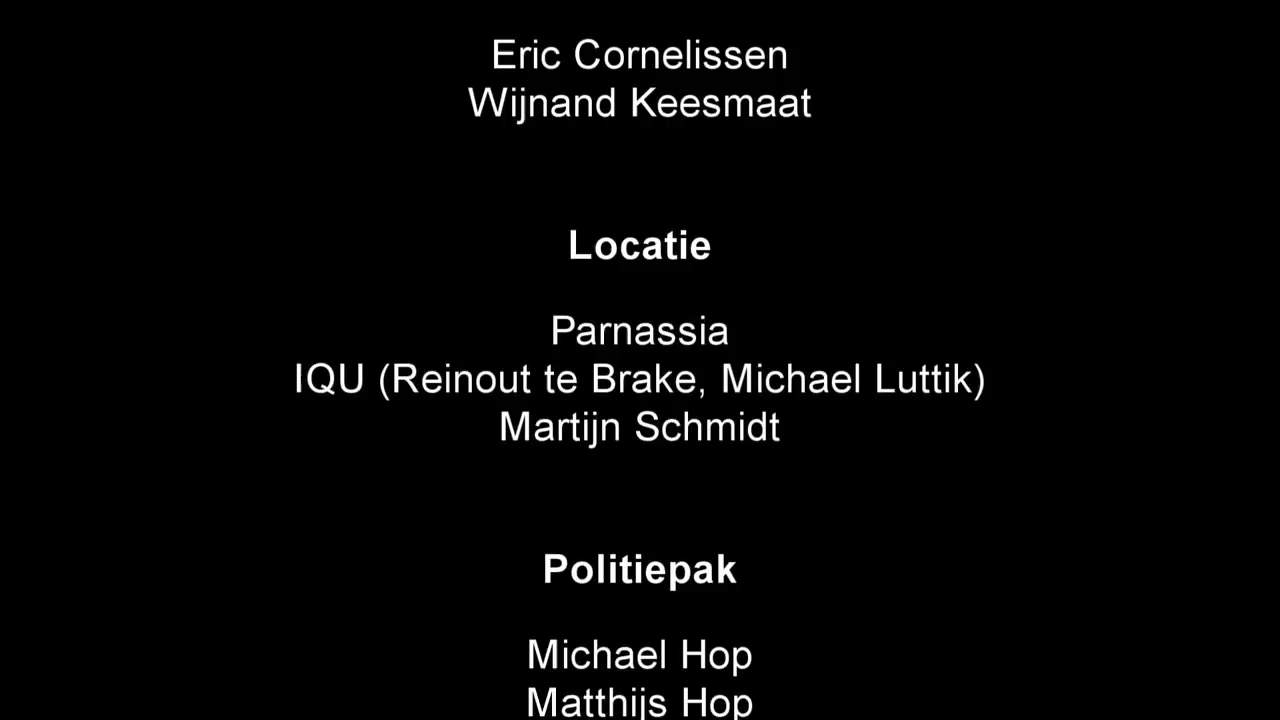 Eric Cornelissen
Wijnand Keesmaat
Locatie
Parnassia
IQU (Reinout te Brake, Michael Luttik)
Martijn Schmidt
Politiepak
Michael Hop
Matthijs Hop